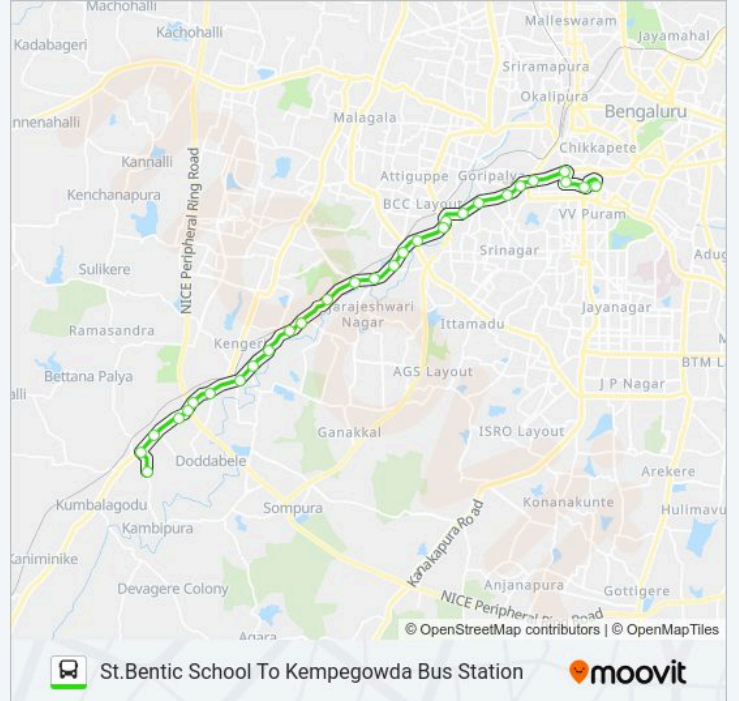 Machohalli
Malleswaram
Kadabageri
Kachohalli
Jayamahal
Sriramapura
Okalipura
Bengaluru
nnenahalli
Malagala
Chikkapete
Kannalli
Attiguppe
Goripalya
Kenchanapura
BCC Layout
VV Puram
NICE Peripheral Ring Road
Srinagar
Adug
Sulikere
arajeshwari
Nagar
Jayanagar
Ramasandra
Ittamadu
Kengeri
BTM L
Bettana Palya
AGS Layout
J P Nagar
alli
Ganakkal
ISRO Layout
Doddabele
Arekere
Kumbalagodu
Sompura
Konanakunte
Hulimavu
Kambipura
Kaniminike
Kanakapura Road
Devagere Colony
Anjanapura
Gottigere
NICE Peripheral Ring Road
Agara
© OpenStreetMap contributors | © OpenMapTiles
St.Bentic School To Kempegowda Bus Station
moovit